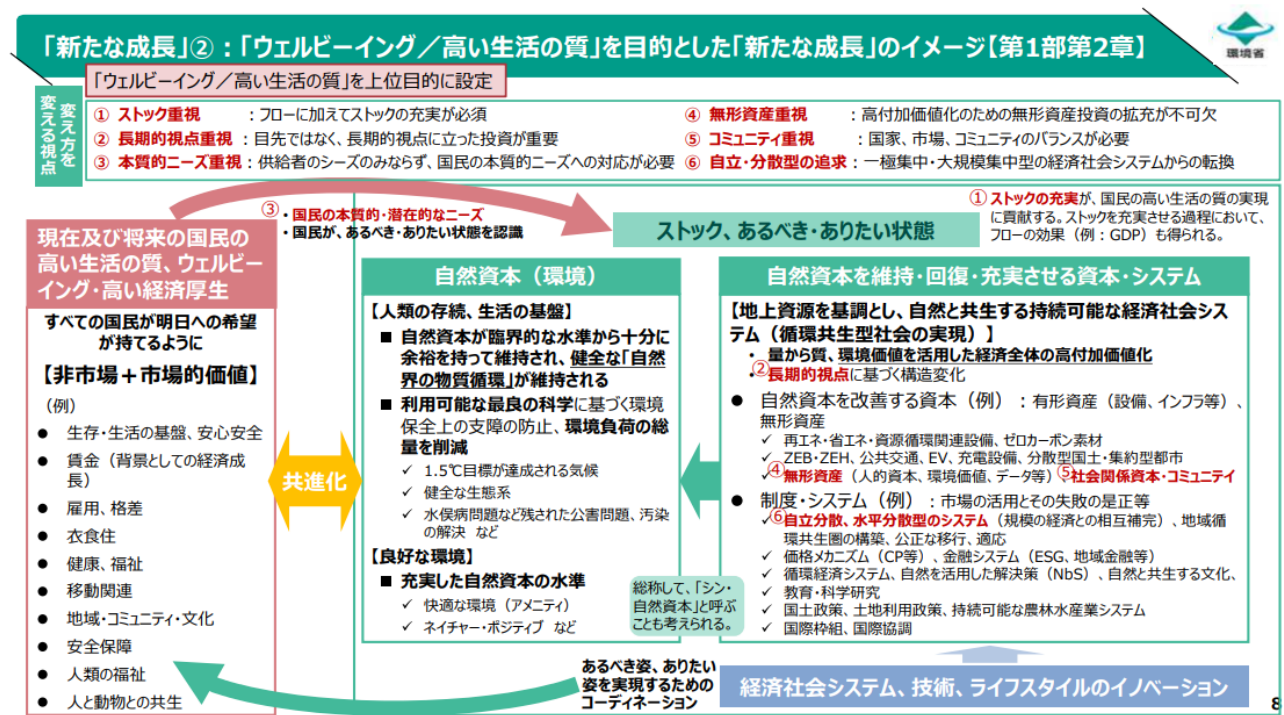 「新たな成長」②：「ウェルビーイング／高い生活の質」を目的とした「新たな成長」のイメージ【第1部第2章】
環境省
「ウェルビーイング／高い生活の質」を上位目的に設定
変え方を
変える視点
① ストック重視 ：フローに加えてストックの充実が必須
② 長期的視点重視 ：目先ではなく、長期的視点に立った投資が重要
③ 本質的ニーズ重視：供給者のシーズのみならず、国民の本質的ニーズへの対応が必要
④ 無形資産重視 ：高付加価値化のための無形資産投資の拡充が不可欠
⑤ コミュニティ重視 ：国家、市場、コミュニティのバランスが必要
⑥ 自立・分散型の追求：一極集中・大規模集中型の経済社会システムからの転換
③ ・国民の本質的・潜在的なニーズ
・国民が、あるべき・ありたい状態を認識
ストック、あるべき・ありたい状態
① ストックの充実が、国民の高い生活の質の実現
に貢献する。ストックを充実させる過程において、
フローの効果（例：GDP）も得られる。
現在及び将来の国民の
高い生活の質、ウェルビー
イング・高い経済厚生
すべての国民が明日への希望
が持てるように
【非市場＋市場的価値】
（例）
● 生存・生活の基盤、安心安全
● 賃金（背景としての経済成
長）
● 雇用、格差
● 衣食住
● 健康、福祉
● 移動関連
● 地域・コミュニティ・文化
● 安全保障
● 人類の福祉
● 人と動物との共生
共進化
自然資本（環境）
【人類の存続、生活の基盤】
■ 自然資本が臨界的な水準から十分に
余裕を持って維持され、健全な「自然
界の物質循環」が維持される
■ 利用可能な最良の科学に基づく環境
保全上の支障の防止、環境負荷の総
量を削減
✓ 1.5℃目標が達成される気候
✓ 健全な生態系
✓ 水俣病問題など残された公害問題、汚染
の解決 など
【良好な環境】
■ 充実した自然資本の水準
✓ 快適な環境（アメニティ）
✓ ネイチャー・ポジティブ など
総称して、「シン・
自然資本」と呼ぶ
ことも考えられる。
自然資本を維持・回復・充実させる資本・システム
【地上資源を基調とし、自然と共生する持続可能な経済社会シス
テム（循環共生型社会の実現）】
• 量から質、環境価値を活用した経済全体の高付加価値化
•②長期的視点に基づく構造変化
● 自然資本を改善する資本（例）：有形資産（設備、インフラ等）、
無形資産
✓ 再エネ・省エネ・資源循環関連設備、ゼロカーボン素材
✓ ZEB・ZEH、公共交通、EV、充電設備、分散型国土・集約型都市
✓④無形資産（人的資本、環境価値、データ等）、⑤社会関係資本・コミュニテイ
● 制度・システム（例）：市場の活用とその失敗の是正等
✓⑥自立分散、水平分散型のシステム（規模の経済との相互補完）、地域循
環共生圏の構築、公正な移行、適応
✓ 価格メカニズム（CP等）、金融システム（ESG、地域金融等）
✓ 循環経済システム、自然を活用した解決策（NbS）、自然と共生する文化、
✓ 教育・科学研究
✓ 国土政策、土地利用政策、持続可能な農林水産業システム
✓ 国際枠組、国際協調
あるべき姿、ありたい
姿を実現するための
コーディネーション
経済社会システム、技術、ライフスタイルのイノベーション
8